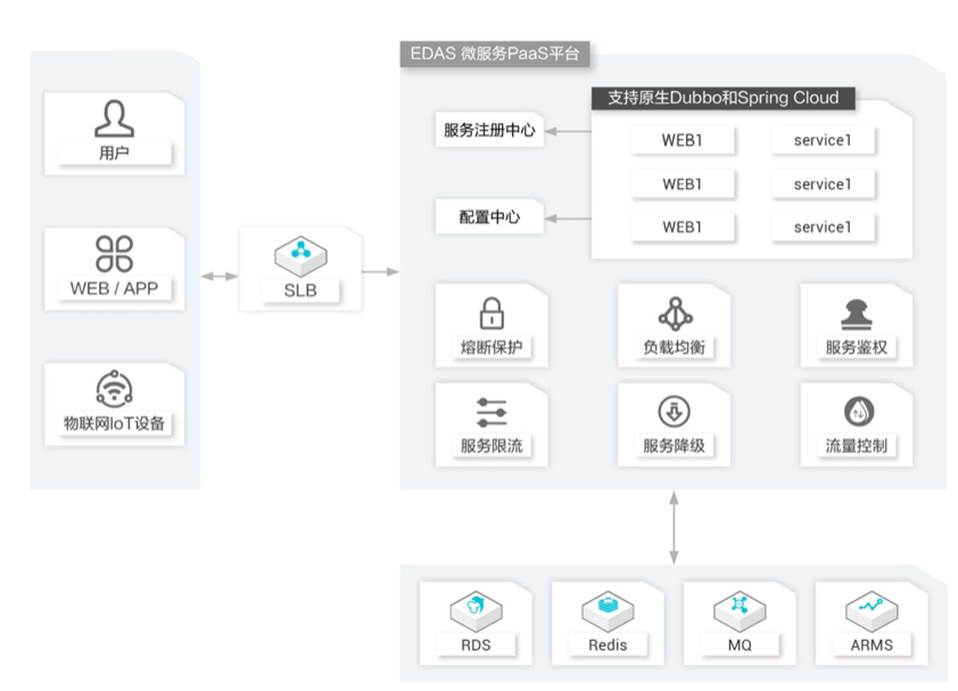 EDAS 微服务PaaS平台
支持原生Dubbo和Spring Cloud
用户
服务注册中心
WEB1
service1
WEB1
service1
配置中心
WEB1
service1
WEB / APP
SLB
熔断保护
负载均衡
服务鉴权
物联网IoT设备
服务限流
服务降级
流量控制
RDS
Redis
MQ
ARMS